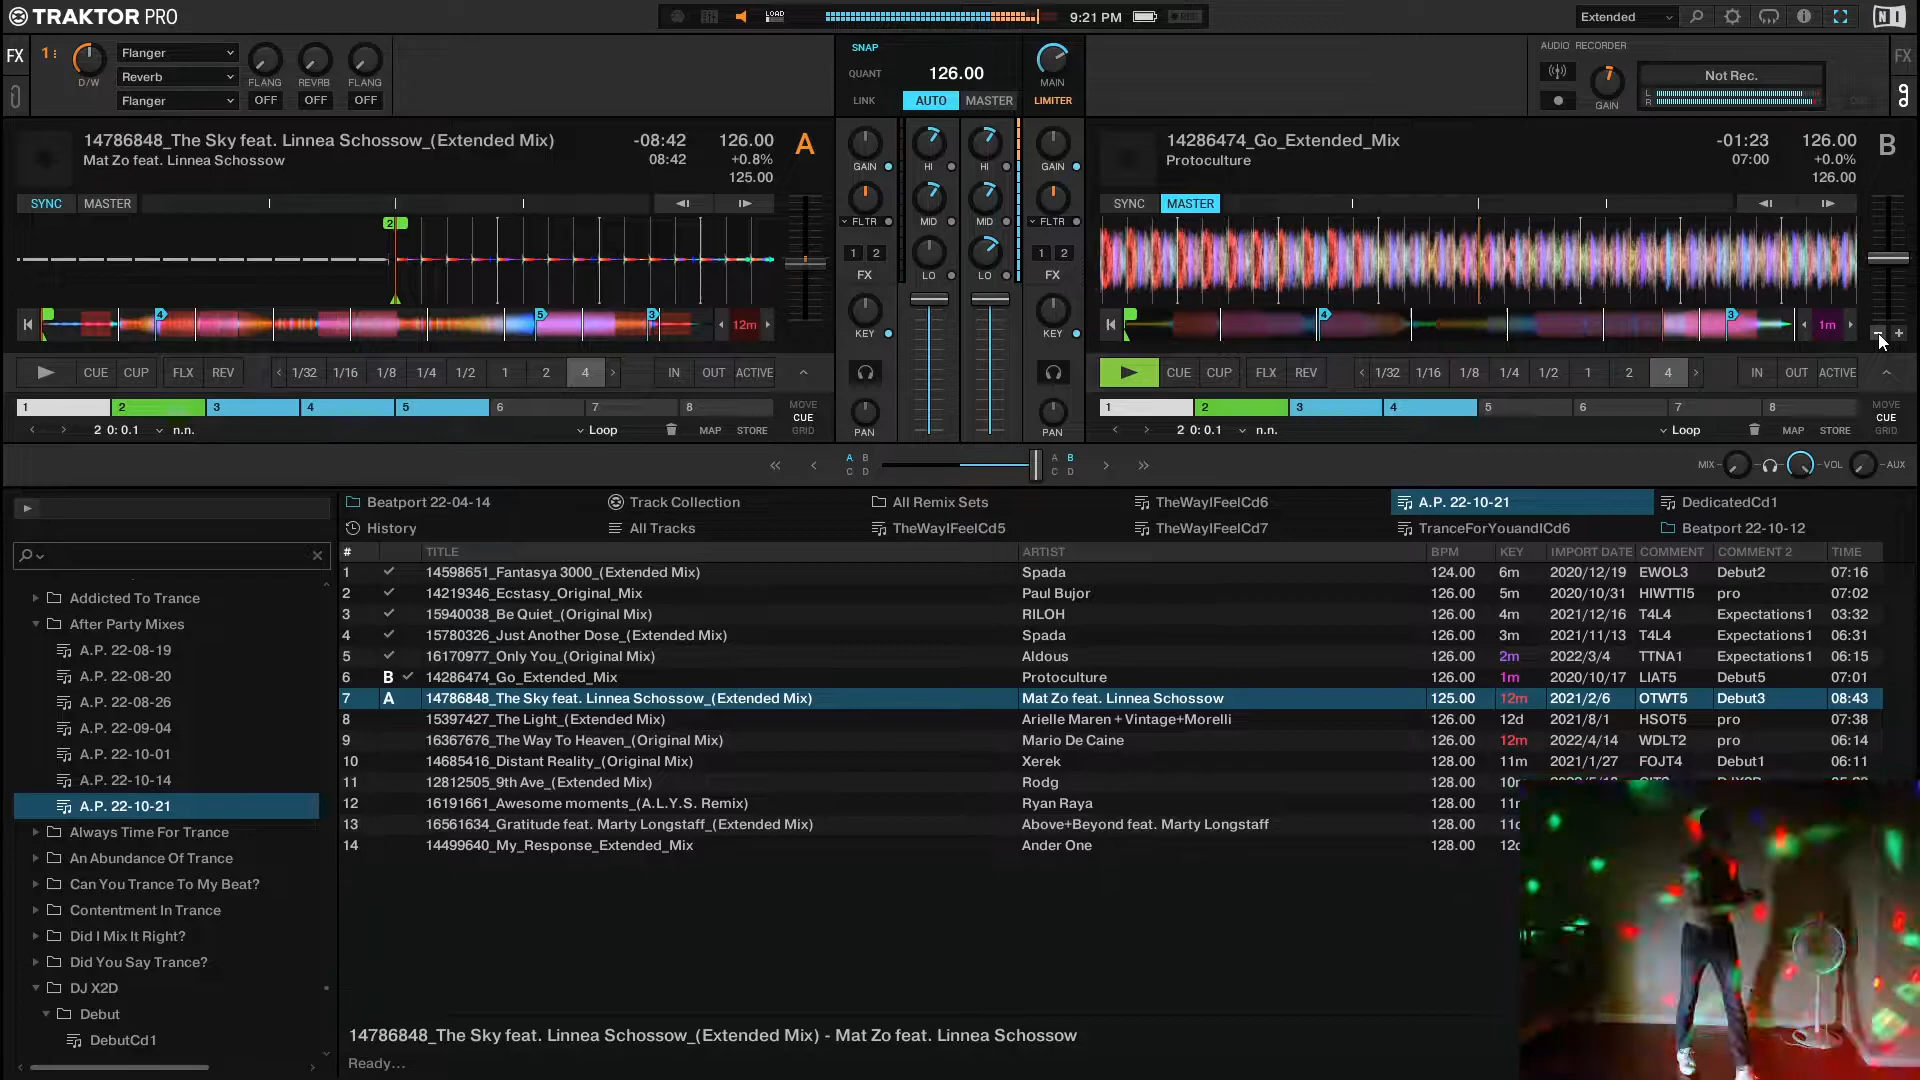 TRAKTOR PRO
LOAD
9:21 PM
REC
Extended
FX
1
D/W
Flanger
Reverb
Flanger
FLANG
REVRB
FLANG
OFF
OFF
OFF
SNAP
QUANT
LINK
126.00
AUTO
MASTER
MAIN
LIMITER
AUDIO RECORDER
GAIN
Not Rec.
L
R
FX
14786848_The Sky feat. Linnea Schossow_(Extended Mix)
Mat Zo feat. Linnea Schossow
-08:42
08:42
126.00
+0.8%
125.00
A
SYNC
MASTER
2
4
5
3
12m
CUE
CUP
FLX
REV
1/32
1/16
1/8
1/4
1/2
1
2
4
IN
OUT
ACTIVE
1
2
3
4
5
6
7
8
MOVE
CUE
GRID
2 0: 0.1
n.n.
Loop
MAP
STORE
GAIN
HI
HI
GAIN
FLTR
MID
MID
FLTR
1
2
FX
LO
LO
1
2
FX
KEY
KEY
PAN
PAN
14286474_Go_Extended_Mix
Protoculture
-01:23
07:00
126.00
+0.0%
126.00
B
SYNC
MASTER
4
3
1m
CUE
CUP
FLX
REV
1/32
1/16
1/8
1/4
1/2
1
2
4
IN
OUT
ACTIVE
1
2
3
4
5
6
7
8
MOVE
CUE
GRID
2 0: 0.1
n.n.
Loop
MAP
STORE
A B
C D
A B
C D
MIX
VOL
AUX
Beatport 22-04-14
Track Collection
All Remix Sets
TheWayIFeelCd6
A.P. 22-10-21
DedicatedCd1
History
All Tracks
TheWayIFeelCd5
TheWayIFeelCd7
TranceForYouandICd6
Beatport 22-10-12
Addicted To Trance
After Party Mixes
A.P. 22-08-19
A.P. 22-08-20
A.P. 22-08-26
A.P. 22-09-04
A.P. 22-10-01
A.P. 22-10-14
A.P. 22-10-21
Always Time For Trance
An Abundance Of Trance
Can You Trance To My Beat?
Contentment In Trance
Did I Mix It Right?
Did You Say Trance?
DJ X2D
Debut
DebutCd1
# TITLE ARTIST BPM KEY IMPORT DATE COMMENT COMMENT 2 TIME
1 14598651_Fantasya 3000_(Extended Mix) Spada 124.00 6m 2020/12/19 EWOL3 Debut2 07:16
2 14219346_Ecstasy_Original_Mix Paul Bujor 126.00 5m 2020/10/31 HIWTTI5 pro 07:02
3 15940038_Be Quiet_(Original Mix) RILOH 126.00 4m 2021/12/16 T4L4 Expectations1 03:32
4 15780326_Just Another Dose_(Extended Mix) Spada 126.00 3m 2021/11/13 T4L4 Expectations1 06:31
5 16170977_Only You_(Original Mix) Aldous 126.00 2m 2022/3/4 TTNA1 Expectations1 06:15
6 B 14286474_Go_Extended_Mix Protoculture 126.00 1m 2020/10/17 LIAT5 Debut5 07:01
7 A 14786848_The Sky feat. Linnea Schossow_(Extended Mix) Mat Zo feat. Linnea Schossow 125.00 12m 2021/2/6 OTWT5 Debut3 08:43
8 15397427_The Light_(Extended Mix) Arielle Maren + Vintage+Morelli 126.00 12d 2021/8/1 HSOT5 pro 07:38
9 16367676_The Way To Heaven_(Original Mix) Mario De Caine 126.00 12m 2022/4/14 WDLT2 pro 06:14
10 14685416_Distant Reality_(Original Mix) Xerek 128.00 11m 2021/1/27 FOJT4 Debut1 06:11
11 12812505_9th Ave_(Extended Mix) Rodg 128.00
12 16191661_Awesome moments_(A.L.Y.S. Remix) Ryan Raya 128.00
13 16561634_Gratitude feat. Marty Longstaff_(Extended Mix) Above+Beyond feat. Marty Longstaff 128.00
14 14499640_My_Response_Extended_Mix Ander One 128.00
14786848_The Sky feat. Linnea Schossow_(Extended Mix) - Mat Zo feat. Linnea Schossow
Ready...